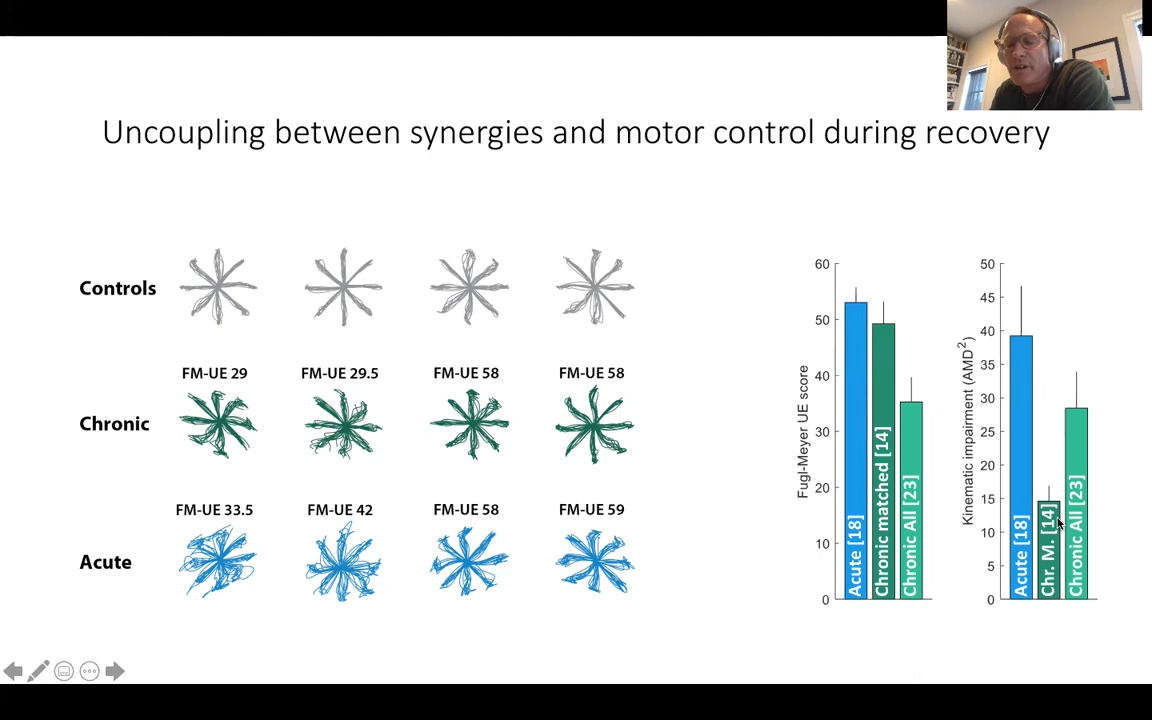 Uncoupling between synergies and motor control during recovery
Controls
FM-UE 29 FM-UE 29.5 FM-UE 58 FM-UE 58
Chronic
FM-UE 33.5 FM-UE 42 FM-UE 58 FM-UE 59
Acute
Fugl-Meyer UE score
60
50
40
30
20
10
0
Acute [18]
Chronic matched [14]
Chronic All [23]
Kinematic impairment (AMD²)
50
45
40
35
30
25
20
15
10
5
0
Acute [18]
Chr. M. [14]
Chronic All [23]